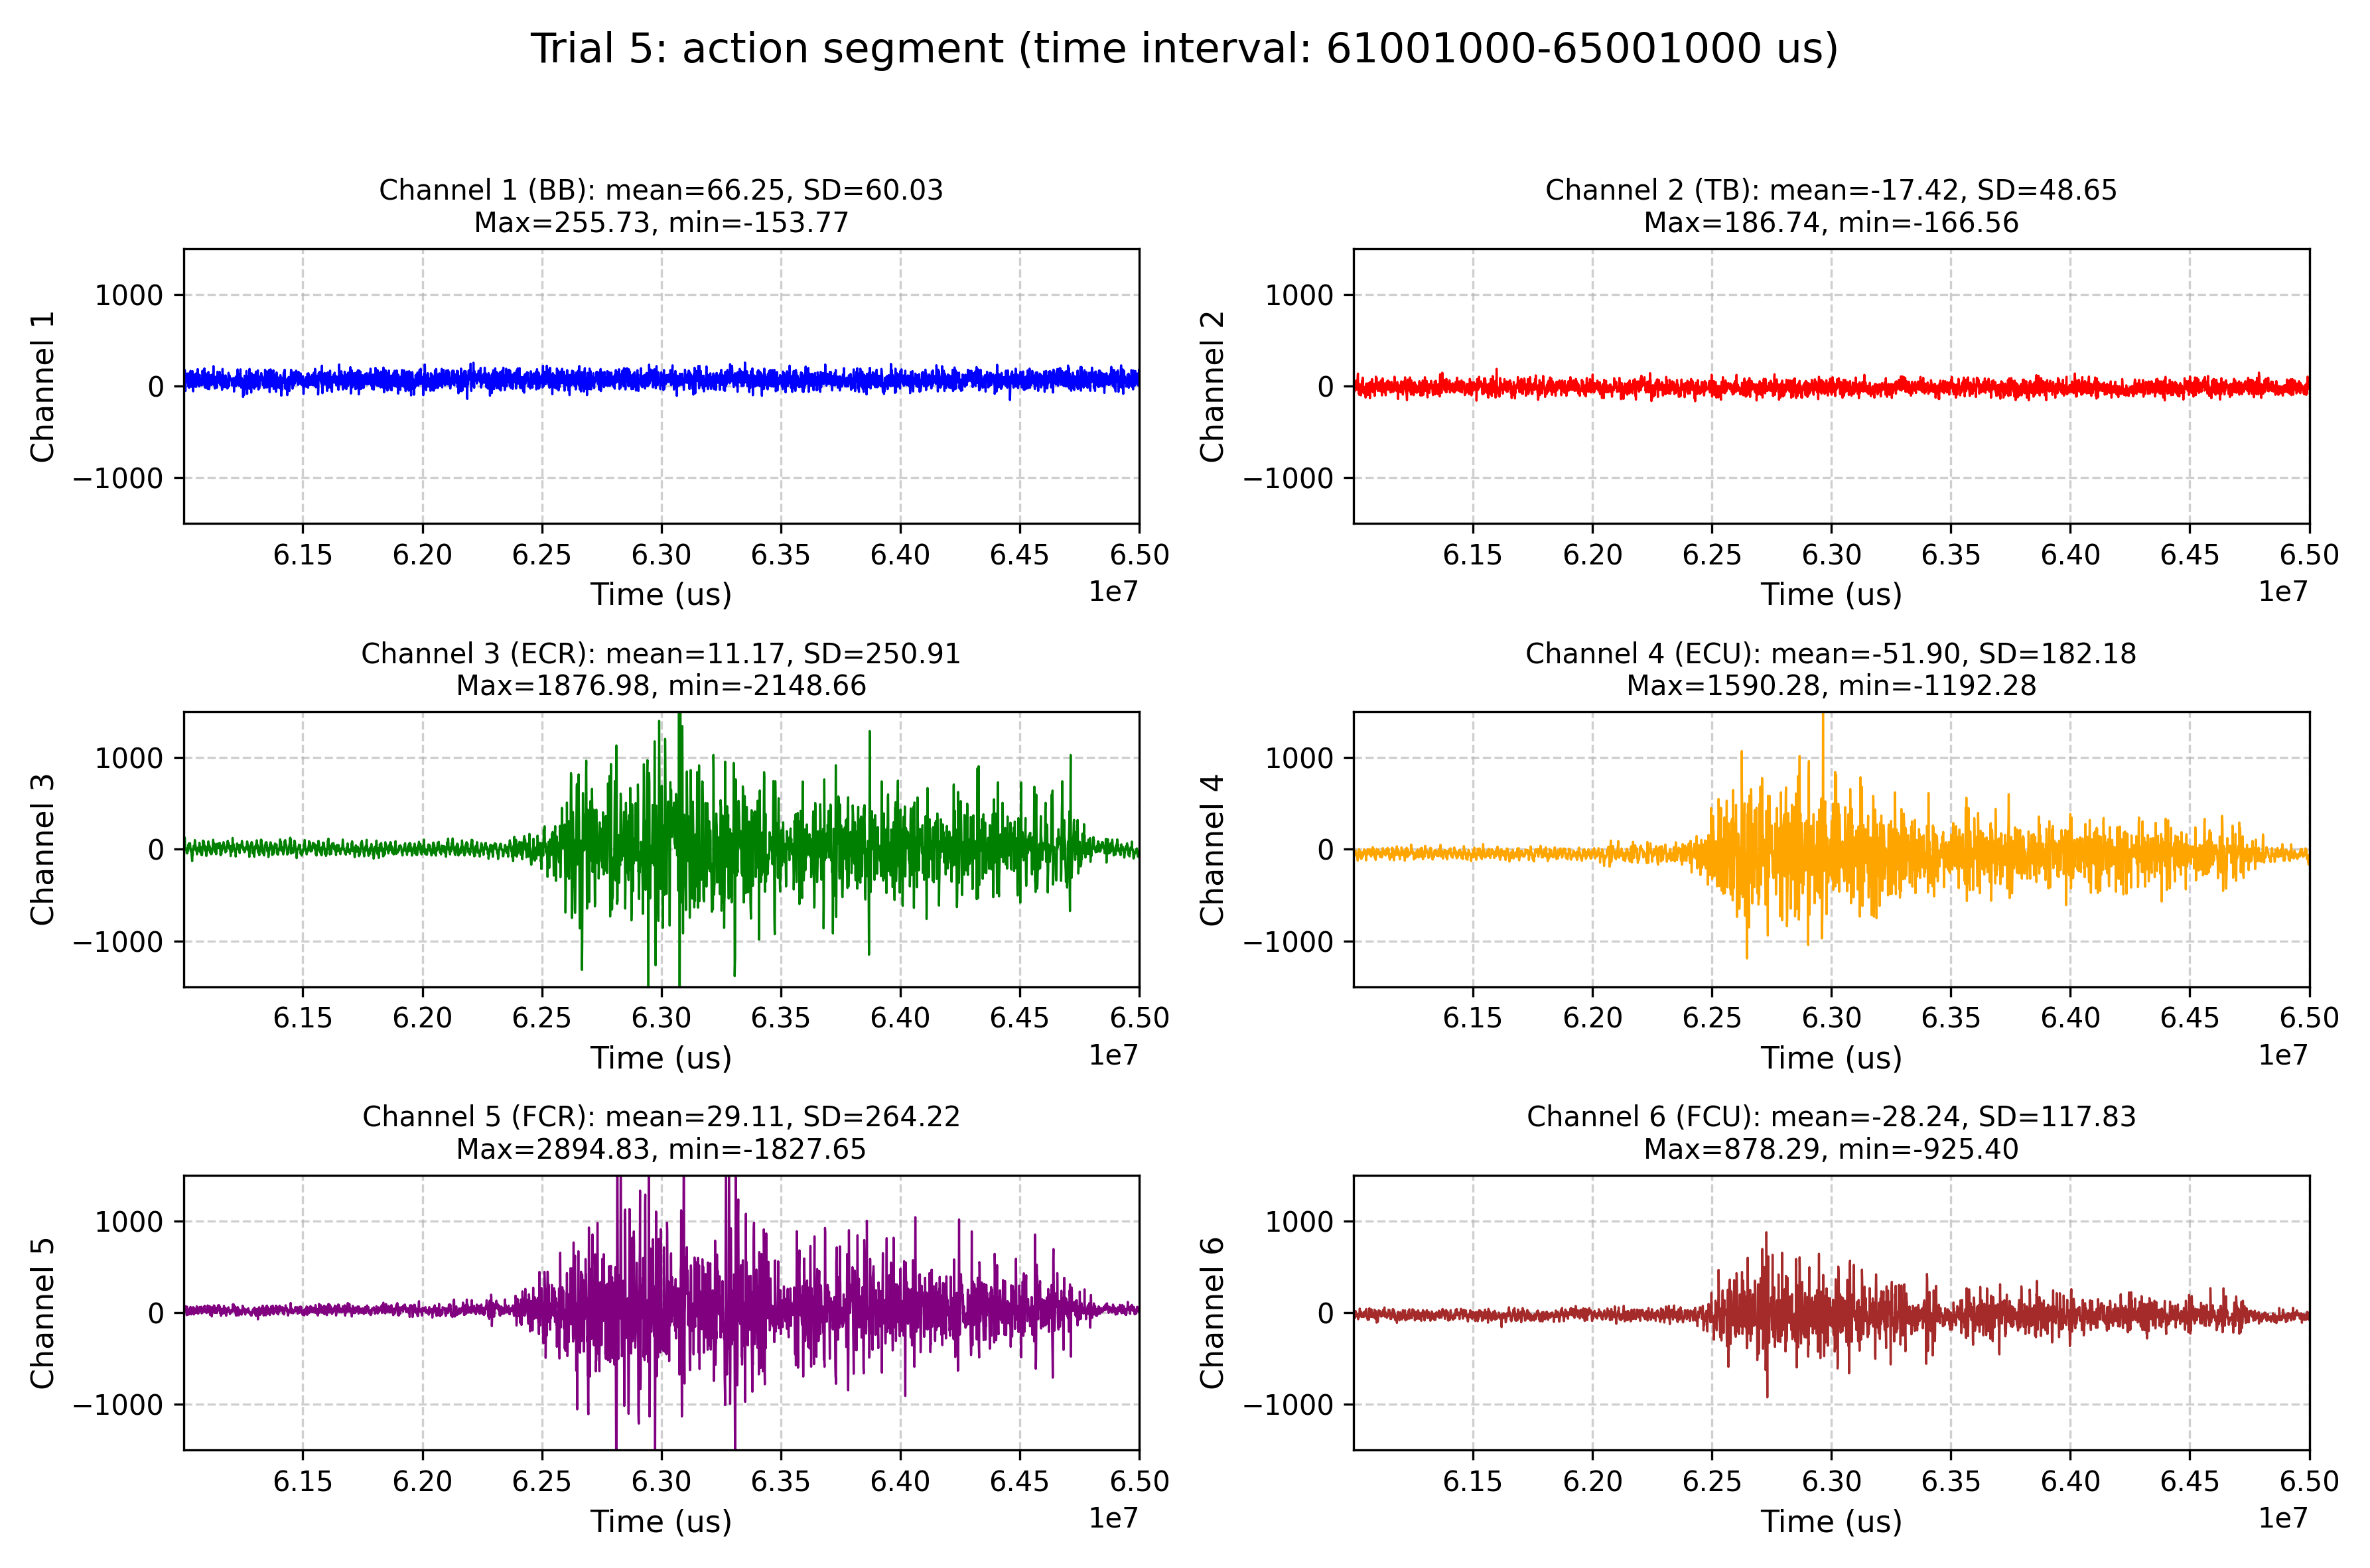 Trial 5: action segment (time interval: 61001000-65001000 us)
Channel 1 (BB): mean=66.25, SD=60.03
Max=255.73, min=-153.77
Channel 1
1000
0
−1000
6.15 6.20 6.25 6.30 6.35 6.40 6.45 6.50
Time (us)
1e7
Channel 2 (TB): mean=-17.42, SD=48.65
Max=186.74, min=-166.56
Channel 2
1000
0
−1000
6.15 6.20 6.25 6.30 6.35 6.40 6.45 6.50
Time (us)
1e7
Channel 3 (ECR): mean=11.17, SD=250.91
Max=1876.98, min=-2148.66
Channel 3
1000
0
−1000
6.15 6.20 6.25 6.30 6.35 6.40 6.45 6.50
Time (us)
1e7
Channel 4 (ECU): mean=-51.90, SD=182.18
Max=1590.28, min=-1192.28
Channel 4
1000
0
−1000
6.15 6.20 6.25 6.30 6.35 6.40 6.45 6.50
Time (us)
1e7
Channel 5 (FCR): mean=29.11, SD=264.22
Max=2894.83, min=-1827.65
Channel 5
1000
0
−1000
6.15 6.20 6.25 6.30 6.35 6.40 6.45 6.50
Time (us)
1e7
Channel 6 (FCU): mean=-28.24, SD=117.83
Max=878.29, min=-925.40
Channel 6
1000
0
−1000
6.15 6.20 6.25 6.30 6.35 6.40 6.45 6.50
Time (us)
1e7